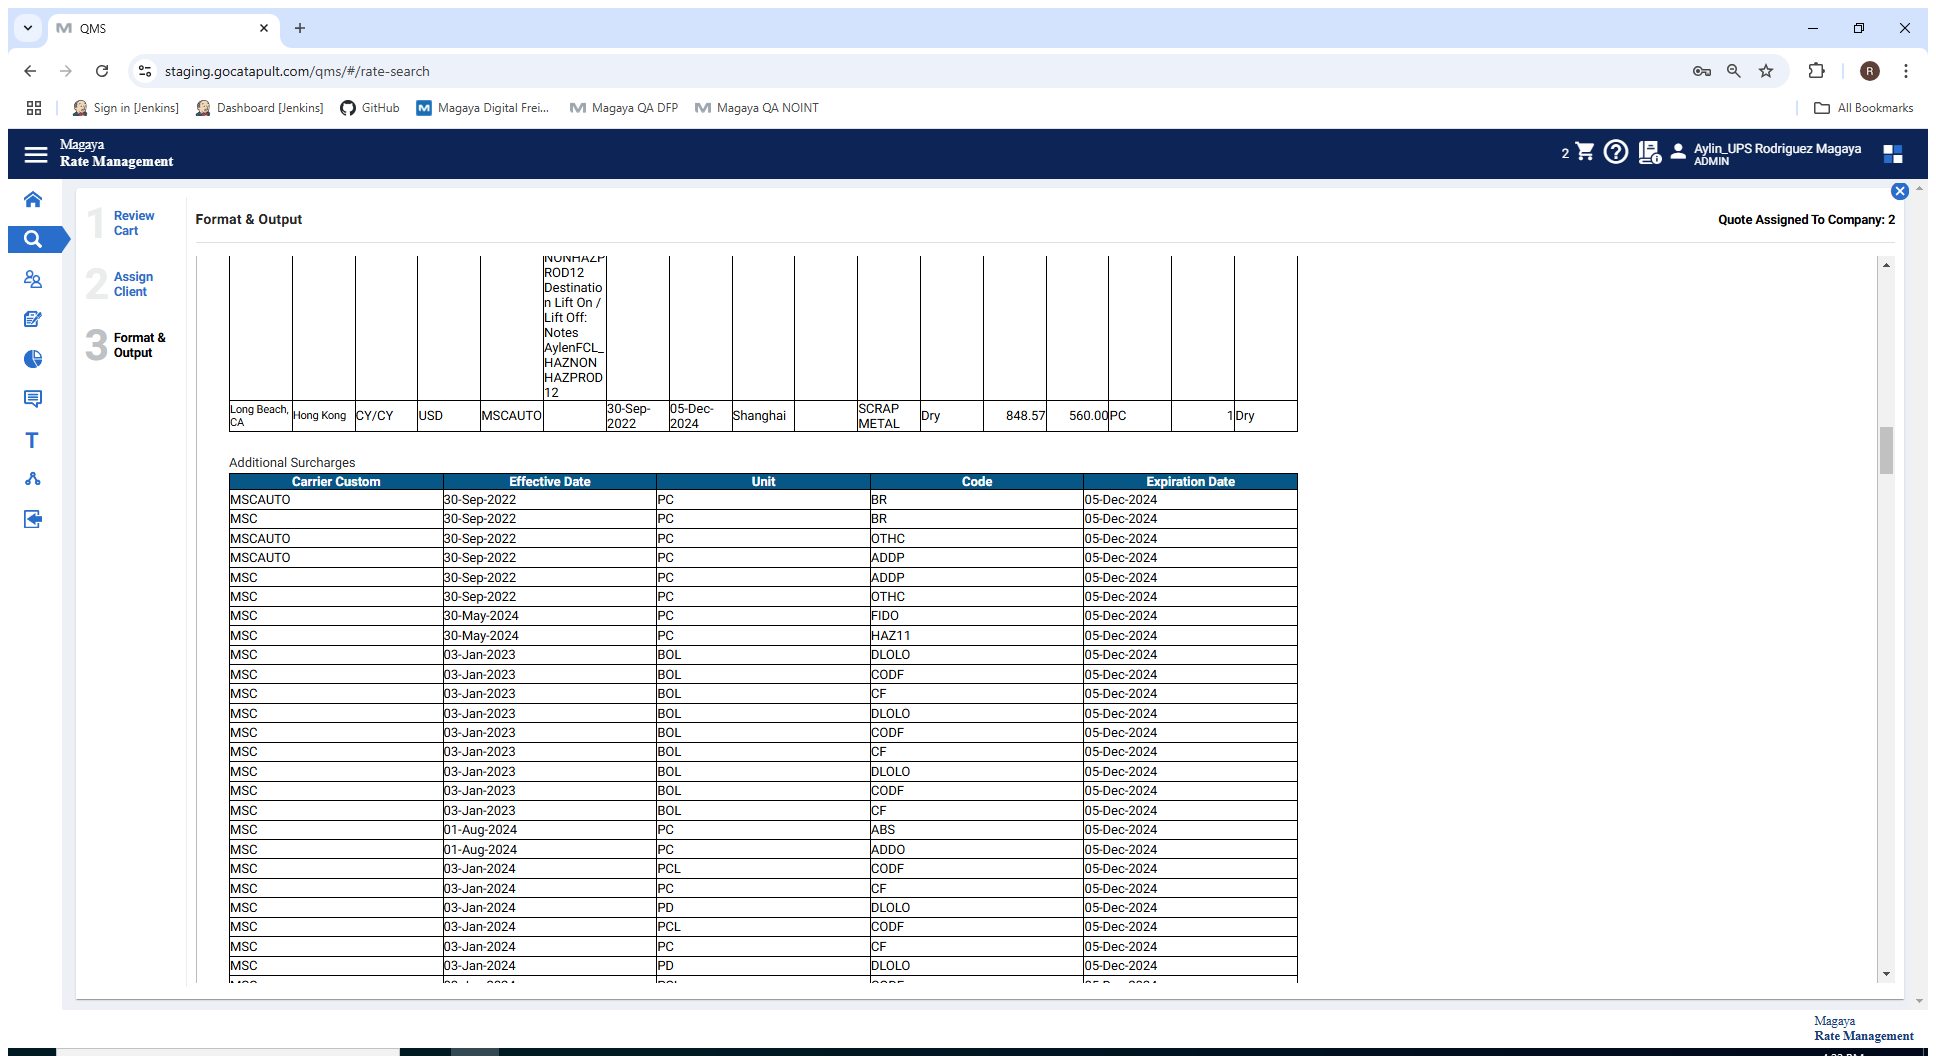 QMS
staging.gocatapult.com/qms/#/rate-search
R
Sign in [Jenkins]
Dashboard [Jenkins]
GitHub
Magaya Digital Frei...
Magaya QA DFP
Magaya QA NOINT
All Bookmarks
Magaya
Rate Management
2
Aylin_UPS Rodriguez Magaya
ADMIN
1 Review Cart
2 Assign Client
3 Format & Output
Format & Output
Quote Assigned To Company: 2
NONHAZP
ROD12
Destinatio
n Lift On /
Lift Off:
Notes
AylenFCL_
HAZNON
HAZPROD
12
Long Beach, CA Hong Kong CY/CY USD MSCAUTO 30-Sep-2022 05-Dec-2024 Shanghai SCRAP METAL Dry 848.57 560.00 PC 1 Dry
Additional Surcharges
Carrier Custom Effective Date Unit Code Expiration Date
MSCAUTO 30-Sep-2022 PC BR 05-Dec-2024
MSC 30-Sep-2022 PC BR 05-Dec-2024
MSCAUTO 30-Sep-2022 PC OTHC 05-Dec-2024
MSCAUTO 30-Sep-2022 PC ADDP 05-Dec-2024
MSC 30-Sep-2022 PC ADDP 05-Dec-2024
MSC 30-Sep-2022 PC OTHC 05-Dec-2024
MSC 30-May-2024 PC FIDO 05-Dec-2024
MSC 30-May-2024 PC HAZ11 05-Dec-2024
MSC 03-Jan-2023 BOL DLOLO 05-Dec-2024
MSC 03-Jan-2023 BOL CODF 05-Dec-2024
MSC 03-Jan-2023 BOL CF 05-Dec-2024
MSC 03-Jan-2023 BOL DLOLO 05-Dec-2024
MSC 03-Jan-2023 BOL CODF 05-Dec-2024
MSC 03-Jan-2023 BOL CF 05-Dec-2024
MSC 03-Jan-2023 BOL DLOLO 05-Dec-2024
MSC 03-Jan-2023 BOL CODF 05-Dec-2024
MSC 03-Jan-2023 BOL CF 05-Dec-2024
MSC 01-Aug-2024 PC ABS 05-Dec-2024
MSC 01-Aug-2024 PC ADDO 05-Dec-2024
MSC 03-Jan-2024 PCL CODF 05-Dec-2024
MSC 03-Jan-2024 PC CF 05-Dec-2024
MSC 03-Jan-2024 PD DLOLO 05-Dec-2024
MSC 03-Jan-2024 PCL CODF 05-Dec-2024
MSC 03-Jan-2024 PC CF 05-Dec-2024
MSC 03-Jan-2024 PD DLOLO 05-Dec-2024
Magaya
Rate Management